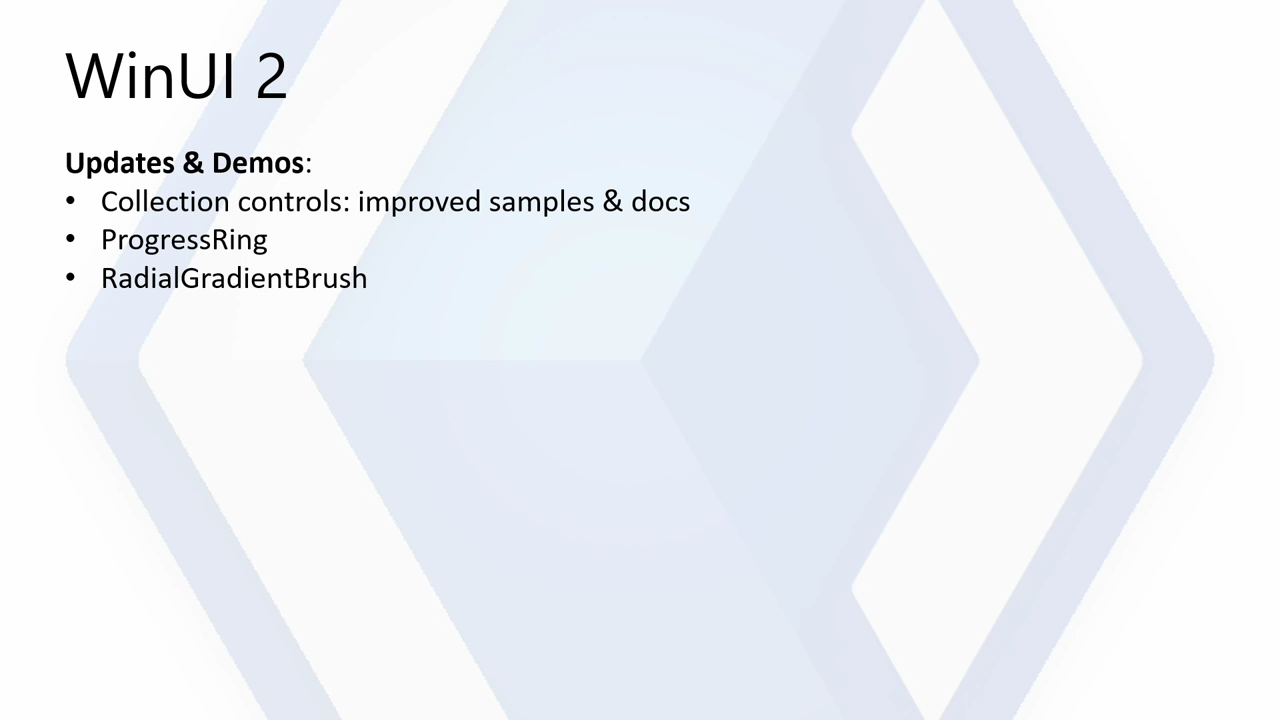 WinUI 2
Updates & Demos:
• Collection controls: improved samples & docs
• ProgressRing
• RadialGradientBrush